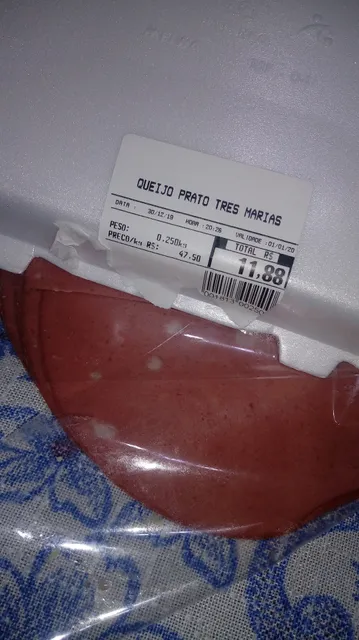 QUEIJO PRATO TRES MARIAS
DATA - 30/12/19 HORA :20:26 VALIDADE :01/01/20
PESO: 0.250kg TOTAL R$
PRECO/kg R$: 47.50 11,88